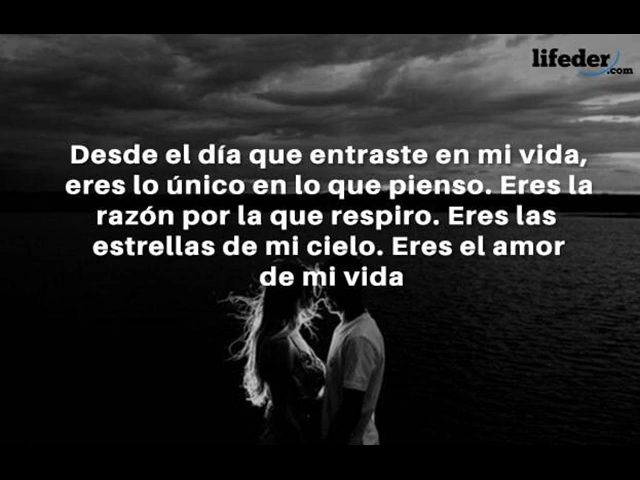 lifeder
.com
Desde el día que entraste en mi vida,
eres lo único en lo que pienso. Eres la
razón por la que respiro. Eres las
estrellas de mi cielo. Eres el amor
de mi vida